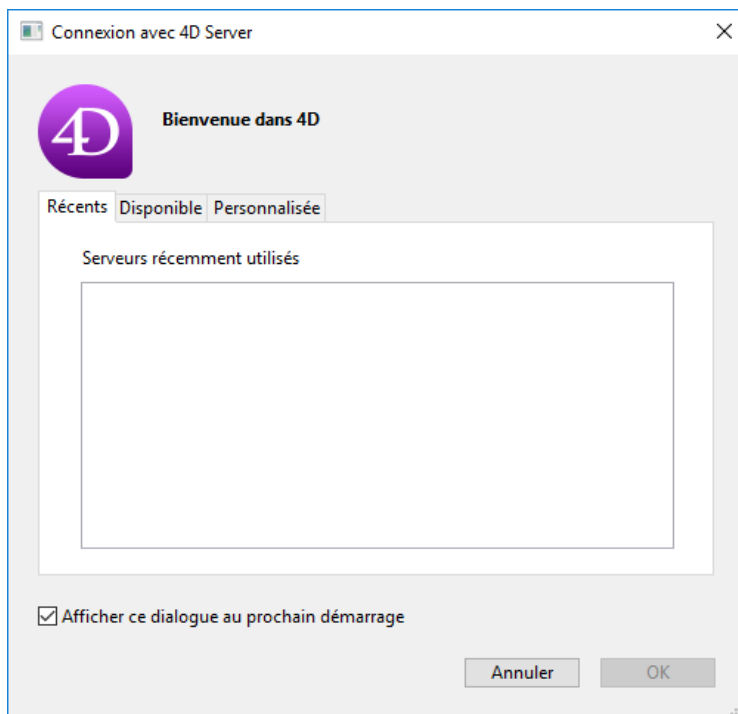 Connexion avec 4D Server
4D
Bienvenue dans 4D
Récents Disponible Personnalisée
Serveurs récemment utilisés
Afficher ce dialogue au prochain démarrage
Annuler OK